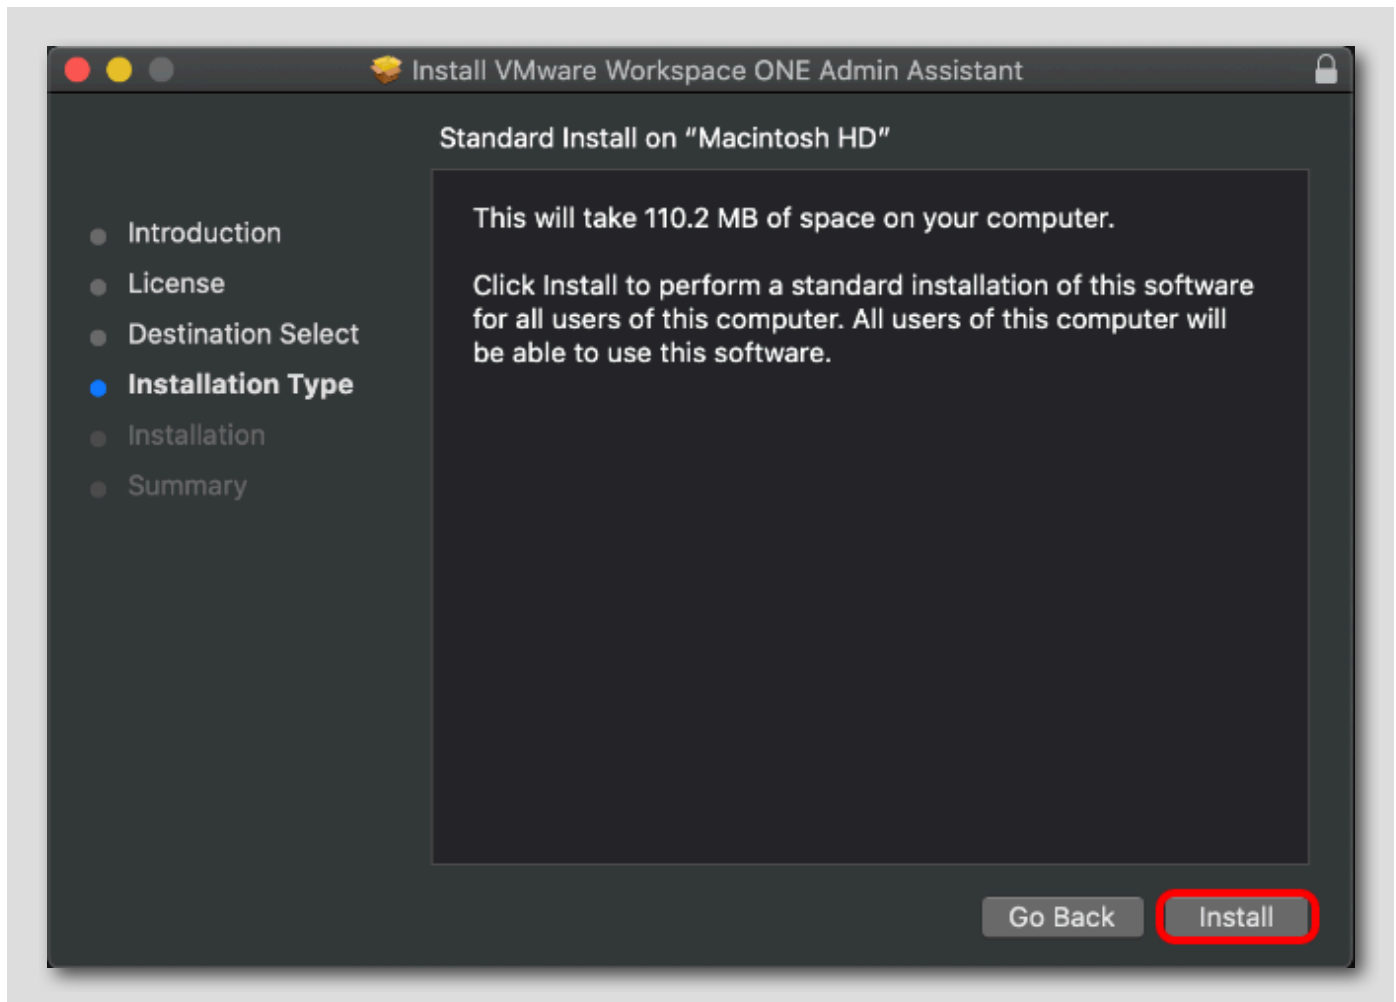 Install VMware Workspace ONE Admin Assistant
Standard Install on “Macintosh HD”
Introduction
License
Destination Select
Installation Type
Installation
Summary
This will take 110.2 MB of space on your computer.
Click Install to perform a standard installation of this software
for all users of this computer. All users of this computer will
be able to use this software.
Go Back
Install